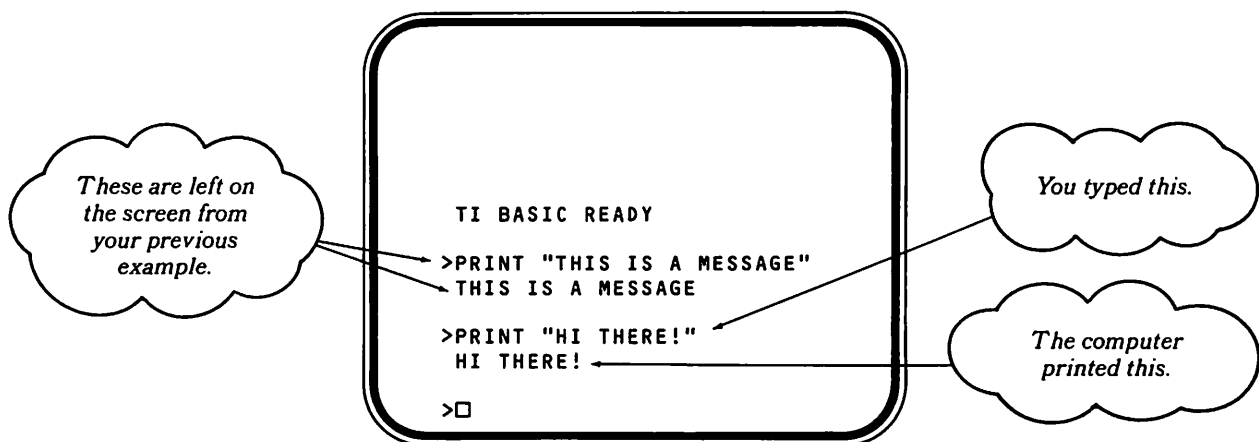 These are left on
the screen from
your previous
example.
TI BASIC READY
>PRINT "THIS IS A MESSAGE"
THIS IS A MESSAGE
>PRINT "HI THERE!"
HI THERE!
>□
You typed this.
The computer
printed this.